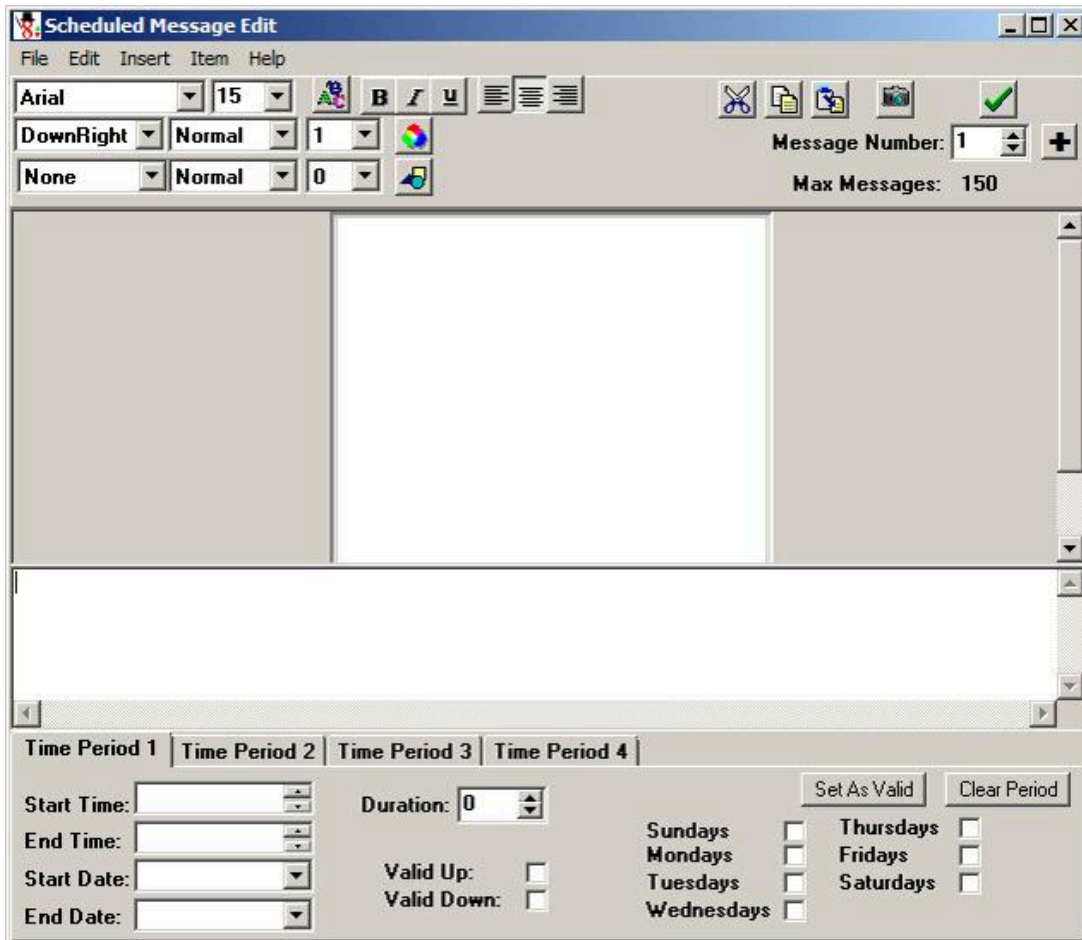 Scheduled Message Edit
File Edit Insert Item Help
Arial 15 B I U
DownRight Normal 1 Message Number: 1
None Normal 0 Max Messages: 150
Time Period 1 Time Period 2 Time Period 3 Time Period 4
Set As Valid Clear Period
Start Time: Duration: 0
End Time: Sundays Thursdays
Mondays Fridays
Start Date: Valid Up: Tuesdays Saturdays
End Date: Valid Down: Wednesdays